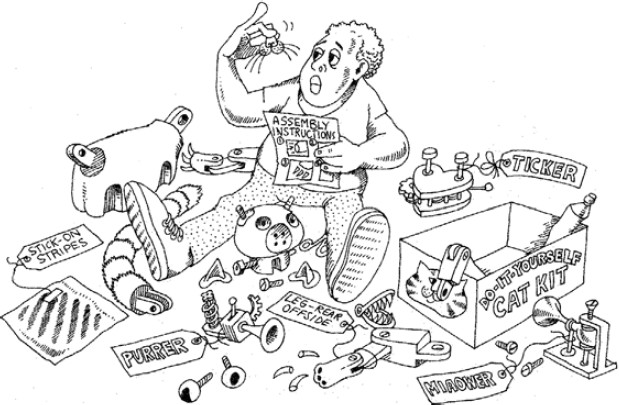 ASSEMBLY
INSTRUCTIONS
TICKER
STICK-ON
STRIPES
DO-IT-YOURSELF
CAT KIT
LEG-REAR
OFFSIDE
PURRER
MIAOWER